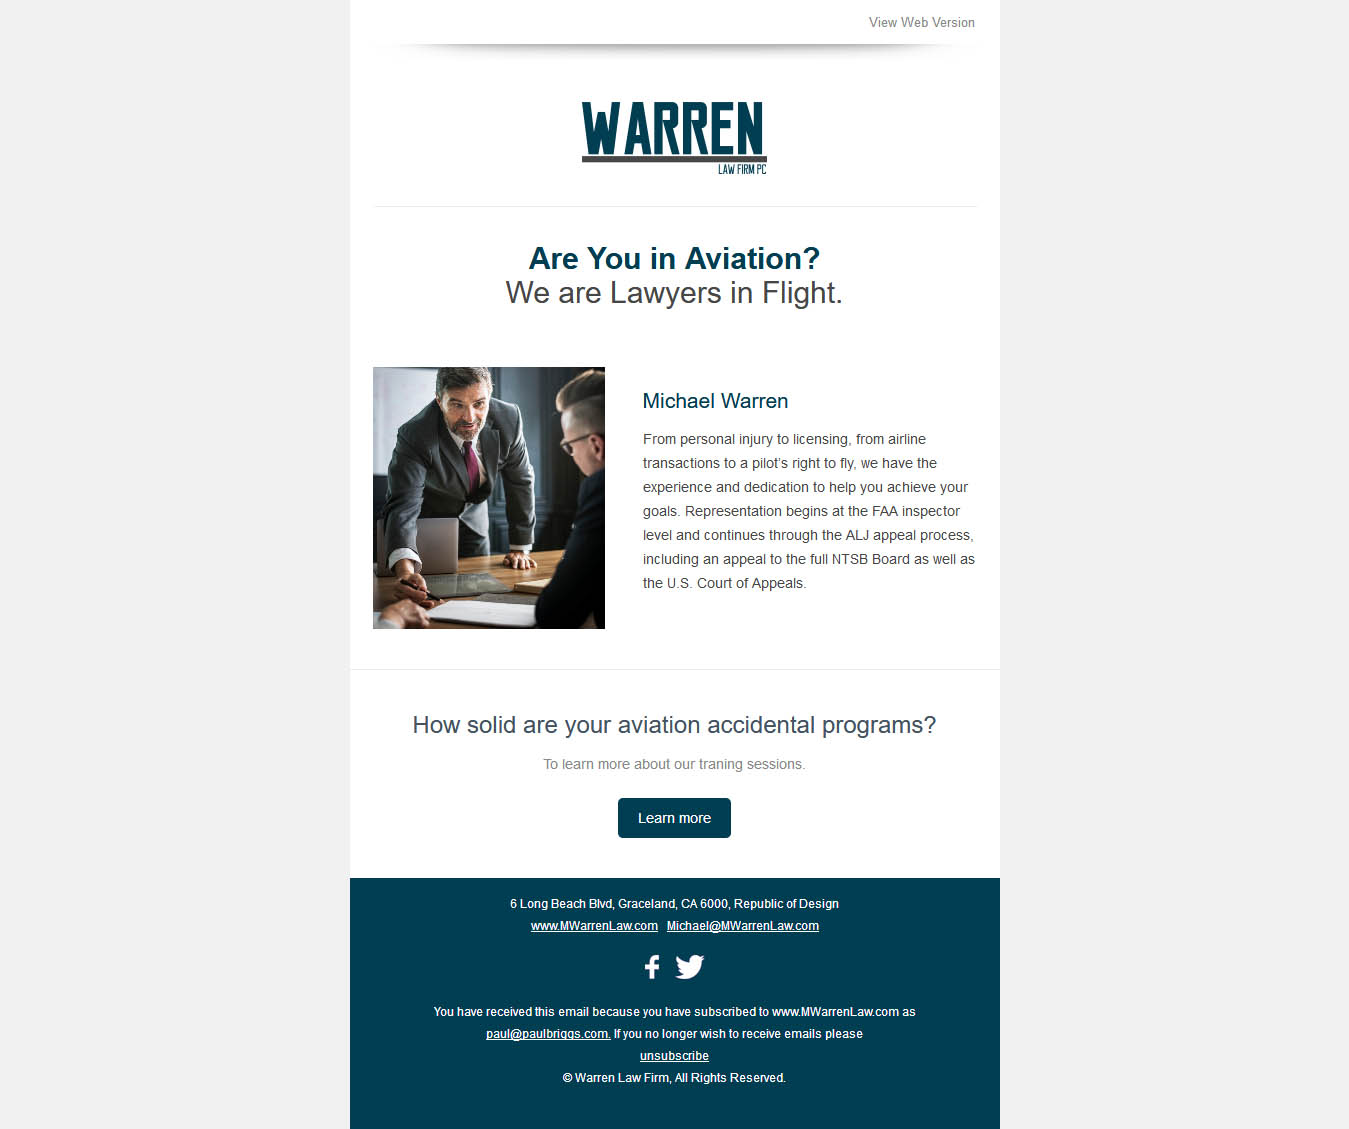 View Web Version
WARREN
LAW FIRM PC
Are You in Aviation?
We are Lawyers in Flight.
Michael Warren
From personal injury to licensing, from airline
transactions to a pilot’s right to fly, we have the
experience and dedication to help you achieve your
goals. Representation begins at the FAA inspector
level and continues through the ALJ appeal process,
including an appeal to the full NTSB Board as well as
the U.S. Court of Appeals.
How solid are your aviation accidental programs?
To learn more about our traning sessions.
Learn more
6 Long Beach Blvd, Graceland, CA 6000, Republic of Design
www.MWarrenLaw.com Michael@MWarrenLaw.com
You have received this email because you have subscribed to www.MWarrenLaw.com as
paul@paulbriggs.com. If you no longer wish to receive emails please
unsubscribe
© Warren Law Firm, All Rights Reserved.